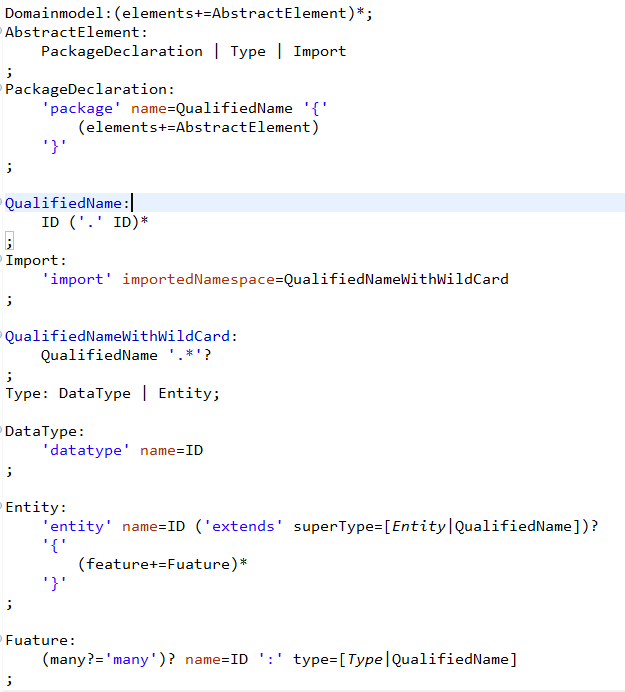 Domainmodel:(elements+=AbstractElement)*;
AbstractElement:
    PackageDeclaration | Type | Import
;
PackageDeclaration:
    'package' name=QualifiedName '{'
        (elements+=AbstractElement)
    '}'
;

QualifiedName:
    ID ('.' ID)*
;
Import:
    'import' importedNamespace=QualifiedNameWithWildCard
;

QualifiedNameWithWildCard:
    QualifiedName '.*'?
;
Type: DataType | Entity;

DataType:
    'datatype' name=ID
;

Entity:
    'entity' name=ID ('extends' superType=[Entity|QualifiedName])?
    '{'
        (feature+=Fuature)*
    '}'
;

Fuature:
    (many?='many')? name=ID ':' type=[Type|QualifiedName]
;